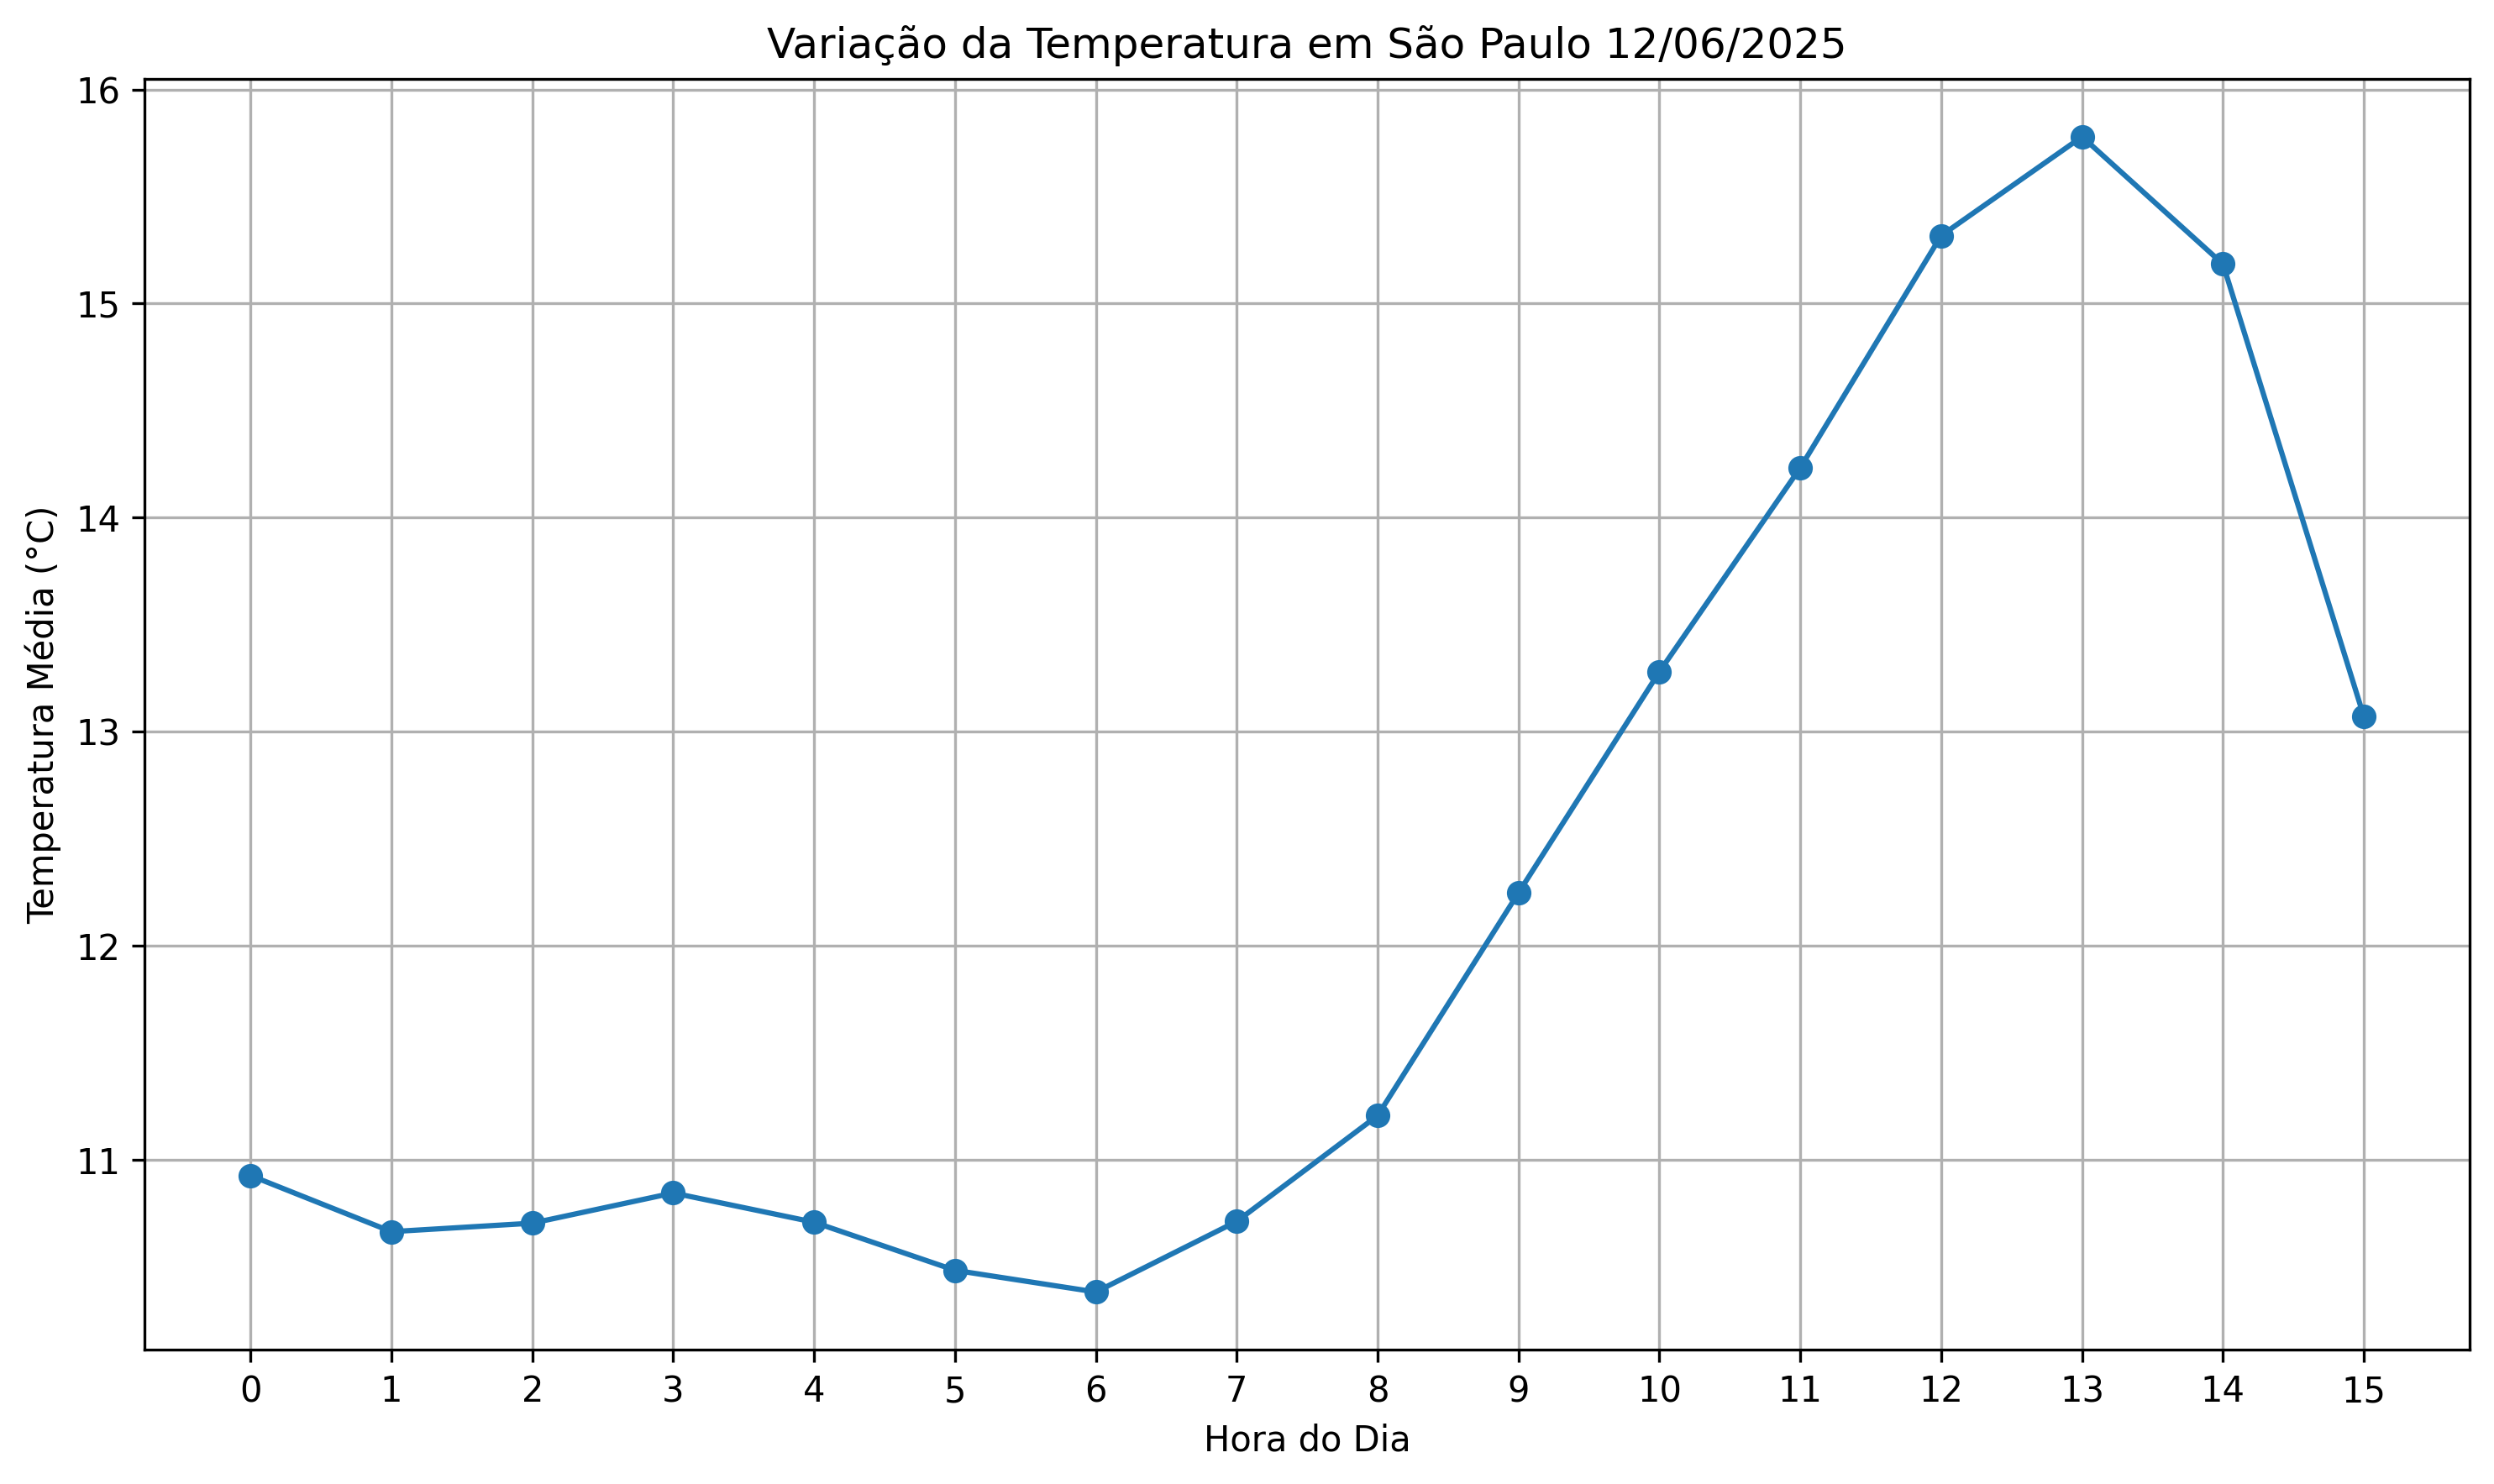 Variação da Temperatura em São Paulo 12/06/2025
16
15
14
13
12
11
Temperatura Média (°C)
0 1 2 3 4 5 6 7 8 9 10 11 12 13 14 15
Hora do Dia